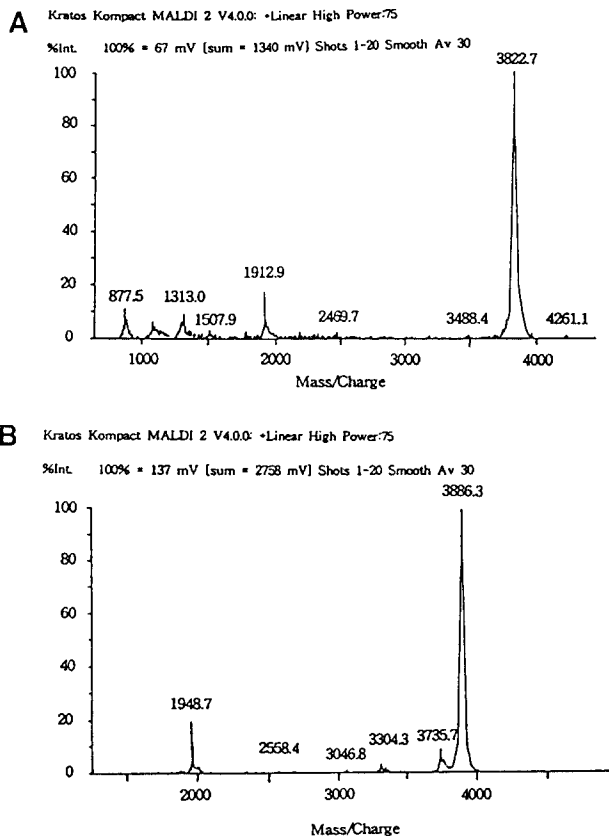 A
Kratos Kompact MALDI 2 V4.0.0: +Linear High Power:75
%Int. 100% = 67 mV [sum = 1340 mV] Shots 1-20 Smooth Av 30
3822.7
100
80
60
40
20
0
877.5
1313.0
1507.9
1912.9
2469.7
3488.4
4261.1
1000 2000 3000 4000
Mass/Charge
B
Kratos Kompact MALDI 2 V4.0.0: +Linear High Power:75
%Int. 100% = 137 mV [sum = 2758 mV] Shots 1-20 Smooth Av 30
3886.3
100
80
60
40
20
0
1948.7
2558.4
3046.8
3304.3
3735.7
2000 3000 4000
Mass/Charge